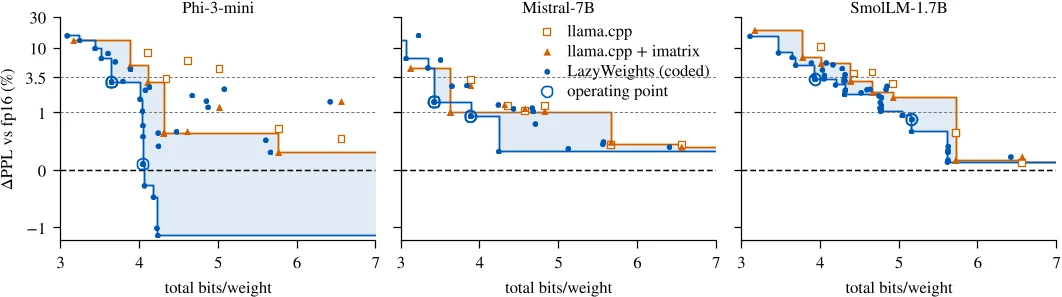 Phi-3-mini
Mistral-7B
SmolLM-1.7B
ΔPPL vs fp16 (%)
30
10
3.5
1
0
−1
llama.cpp
llama.cpp + imatrix
LazyWeights (coded)
operating point
3 4 5 6 7
3 4 5 6 7
3 4 5 6 7
total bits/weight
total bits/weight
total bits/weight